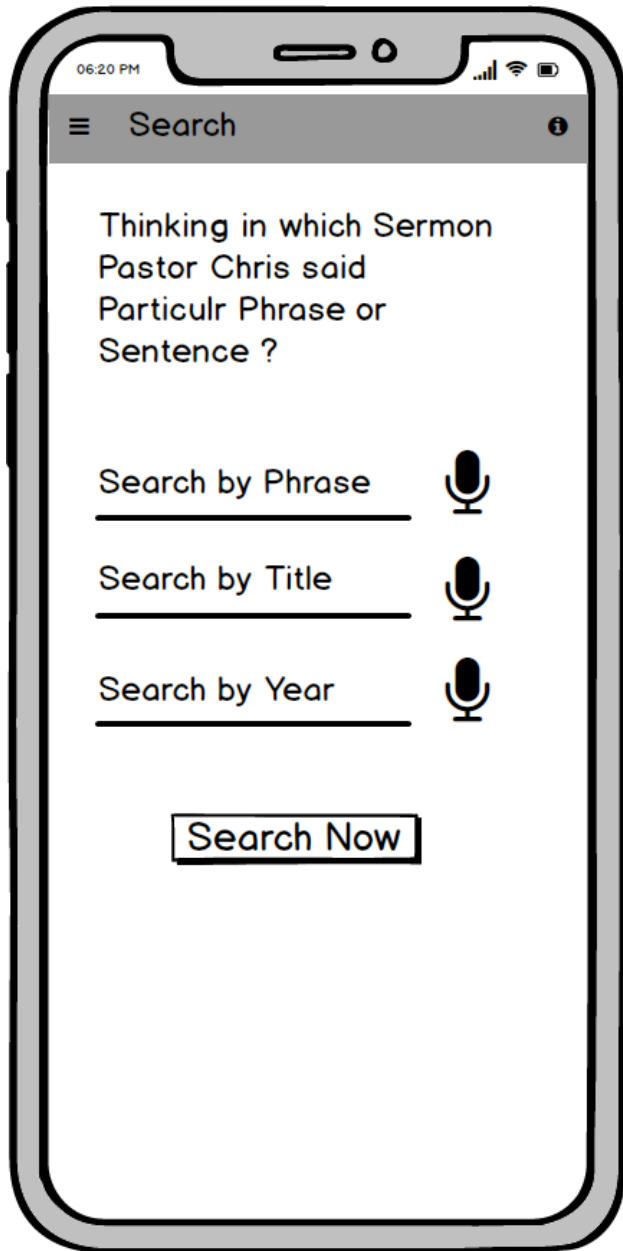 06:20 PM
Search
Thinking in which Sermon
Pastor Chris said
Particulr Phrase or
Sentence ?
Search by Phrase
Search by Title
Search by Year
Search Now